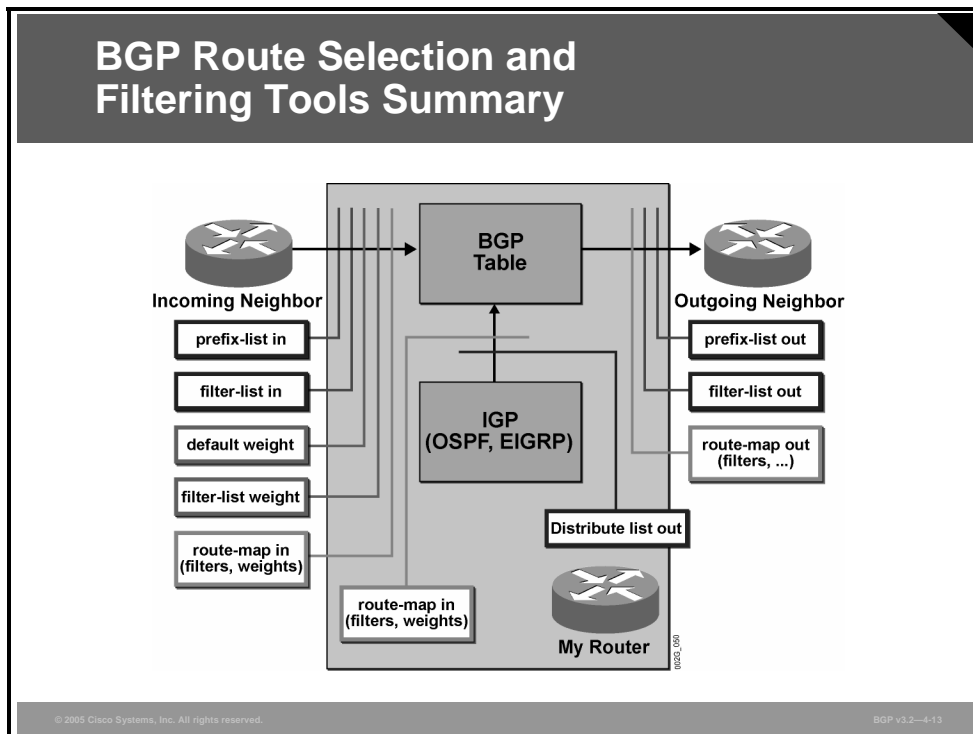 BGP Route Selection and
Filtering Tools Summary
BGP
Table
Incoming Neighbor
Outgoing Neighbor
prefix-list in
filter-list in
default weight
filter-list weight
route-map in
(filters, weights)
IGP
(OSPF, EIGRP)
route-map in
(filters, weights)
prefix-list out
filter-list out
route-map out
(filters, ...)
Distribute list out
My Router
002G_050
© 2005 Cisco Systems, Inc. All rights reserved.
BGP v3.2—4-13